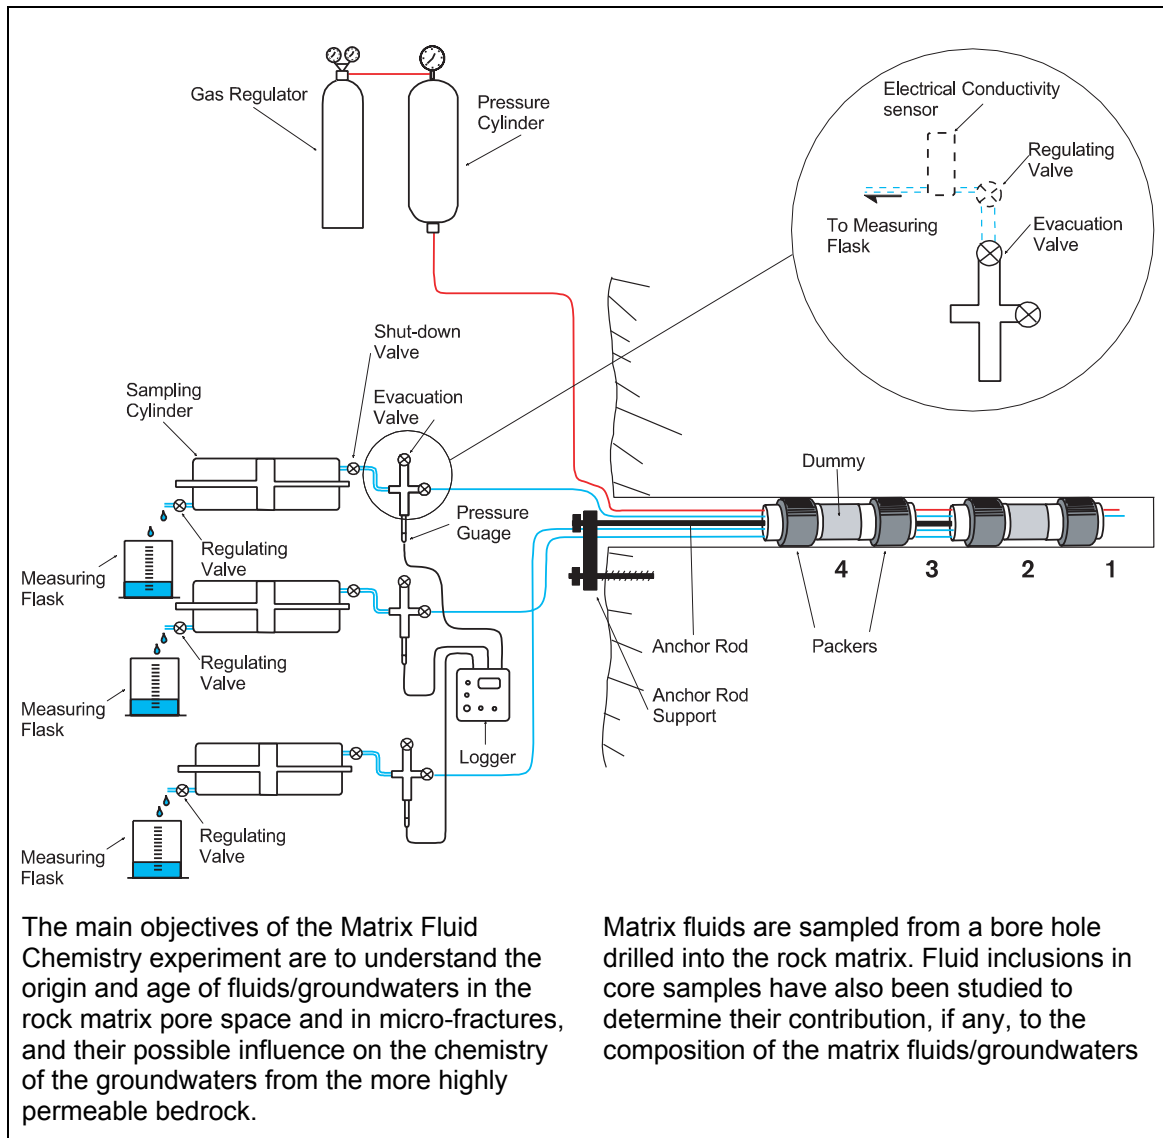 Gas Regulator
Pressure
Cylinder
Electrical Conductivity
sensor
Regulating
Valve
To Measuring
Flask
Evacuation
Valve
Shut-down
Valve
Sampling
Cylinder
Evacuation
Valve
Dummy
Pressure
Guage
Regulating
Valve
Measuring
Flask
4 3 2 1
Anchor Rod
Packers
Regulating
Valve
Measuring
Flask
Anchor Rod
Support
Logger
Regulating
Valve
Measuring
Flask
The main objectives of the Matrix Fluid
Chemistry experiment are to understand the
origin and age of fluids/groundwaters in the
rock matrix pore space and in micro-fractures,
and their possible influence on the chemistry
of the groundwaters from the more highly
permeable bedrock.
Matrix fluids are sampled from a bore hole
drilled into the rock matrix. Fluid inclusions in
core samples have also been studied to
determine their contribution, if any, to the
composition of the matrix fluids/groundwaters